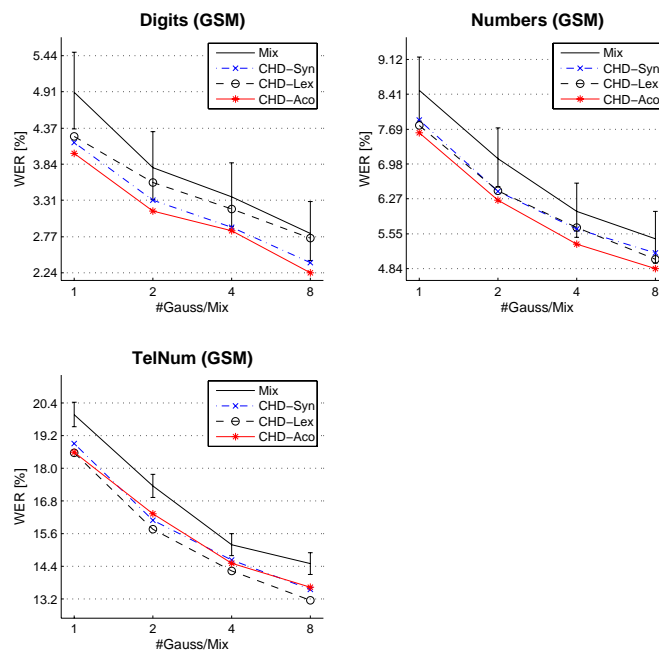 Digits (GSM)
WER [%]
5.44
4.91
4.37
3.84
3.31
2.77
2.24
Mix
CHD−Syn
CHD−Lex
CHD−Aco
1 2 4 8
#Gauss/Mix
Numbers (GSM)
WER [%]
9.12
8.41
7.69
6.98
6.27
5.55
4.84
Mix
CHD−Syn
CHD−Lex
CHD−Aco
1 2 4 8
#Gauss/Mix
TelNum (GSM)
WER [%]
20.4
19.2
18.0
16.8
15.6
14.4
13.2
Mix
CHD−Syn
CHD−Lex
CHD−Aco
1 2 4 8
#Gauss/Mix